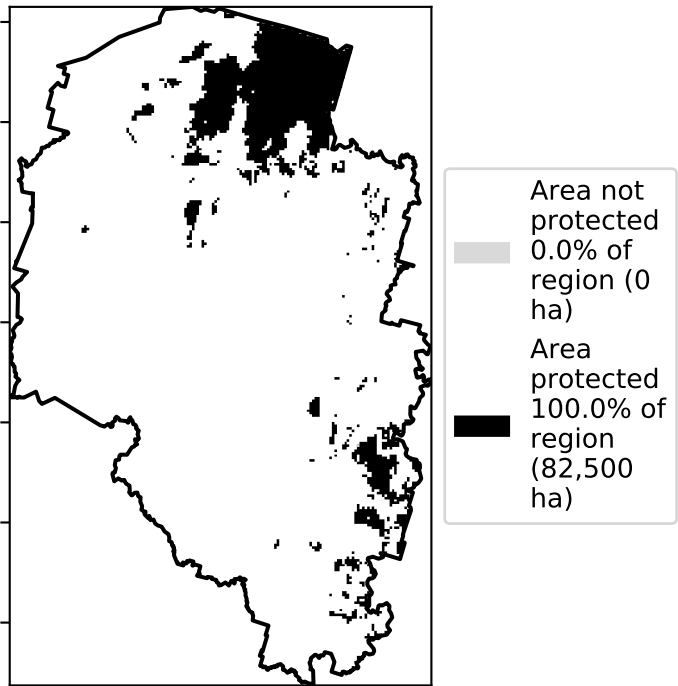 Area not
protected
0.0% of
region (0
ha)
Area
protected
100.0% of
region
(82,500
ha)